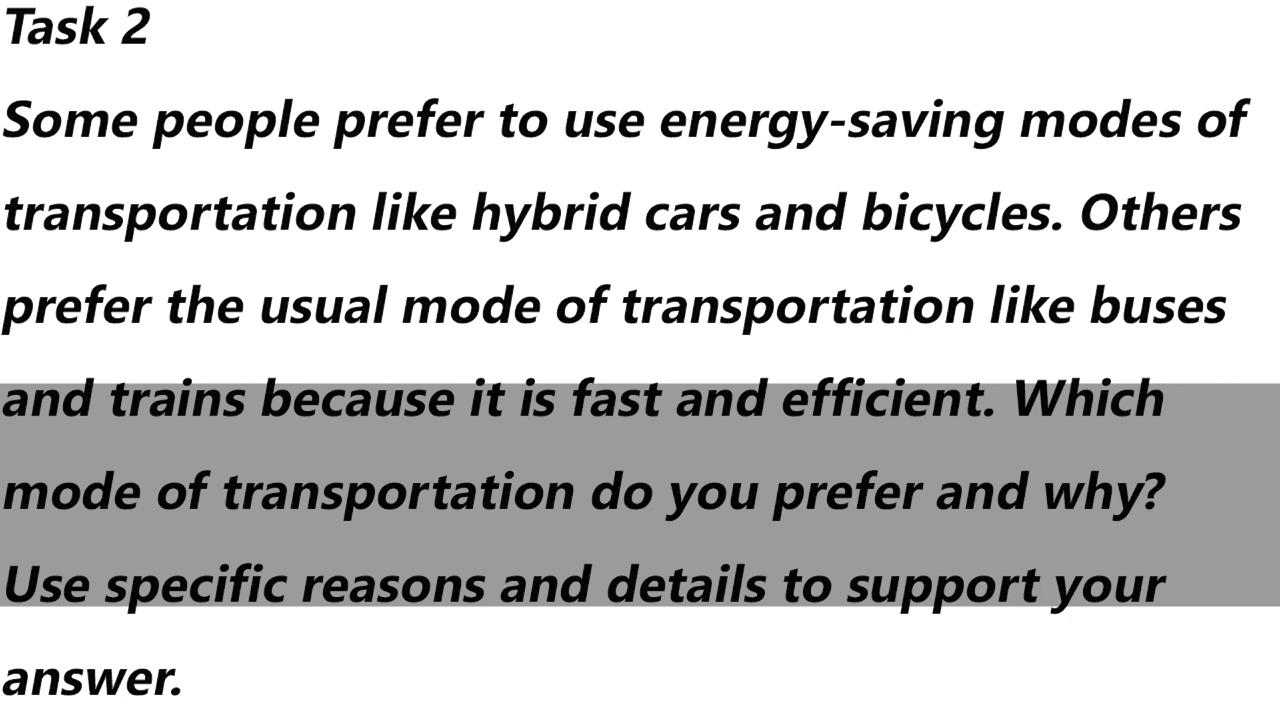 Task 2
Some people prefer to use energy-saving modes of
transportation like hybrid cars and bicycles. Others
prefer the usual mode of transportation like buses
and trains because it is fast and efficient. Which
mode of transportation do you prefer and why?
Use specific reasons and details to support your
answer.